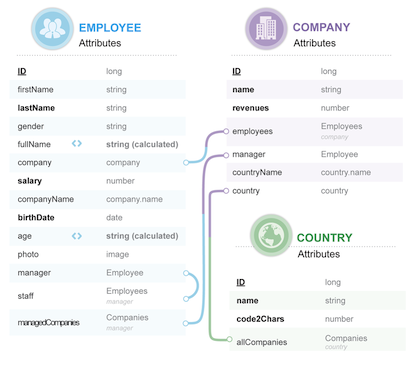 EMPLOYEE
Attributes
ID long
firstName string
lastName string
gender string
fullName <> string (calculated)
company company
salary number
companyName company.name
birthDate date
age <> string (calculated)
photo image
manager Employee
staff Employees
manager
managedCompanies Companies
manager
COMPANY
Attributes
ID long
name string
revenues number
employees Employees
company
manager Employee
countryName country.name
country country
COUNTRY
Attributes
ID long
name string
code2Chars number
allCompanies Companies
country